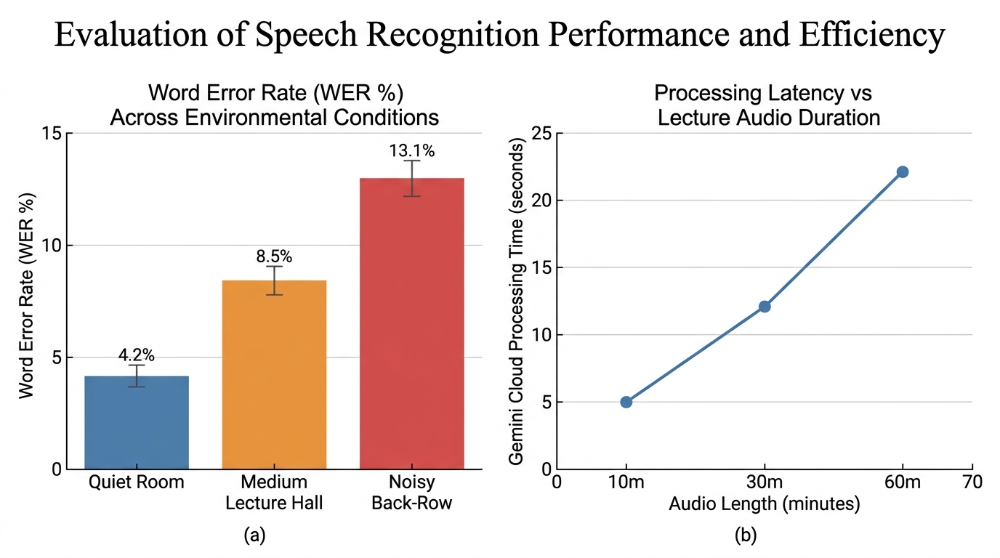 Evaluation of Speech Recognition Performance and Efficiency
Word Error Rate (WER %)
Across Environmental Conditions
Word Error Rate (WER %)
15
10
5
0
4.2%
8.5%
13.1%
Quiet Room
Medium
Lecture Hall
Noisy
Back-Row
(a)
Processing Latency vs
Lecture Audio Duration
Gemini Cloud Processing Time (seconds)
25
20
15
10
5
0
0
10m
30m
60m
70
Audio Length (minutes)
(b)